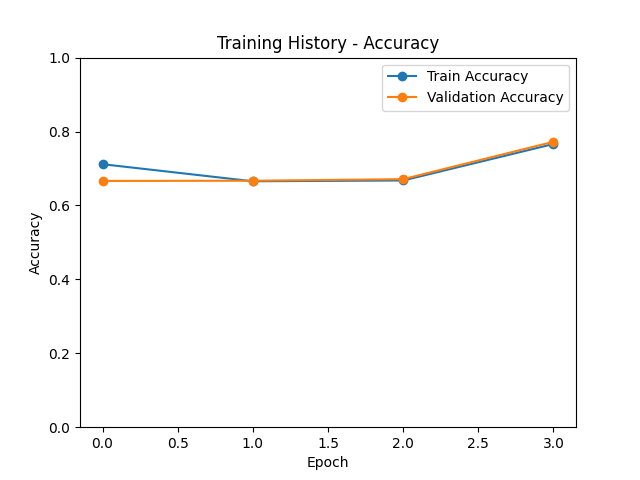 Training History - Accuracy
Train Accuracy
Validation Accuracy
1.0
0.8
0.6
0.4
0.2
0.0
Accuracy
0.0 0.5 1.0 1.5 2.0 2.5 3.0
Epoch